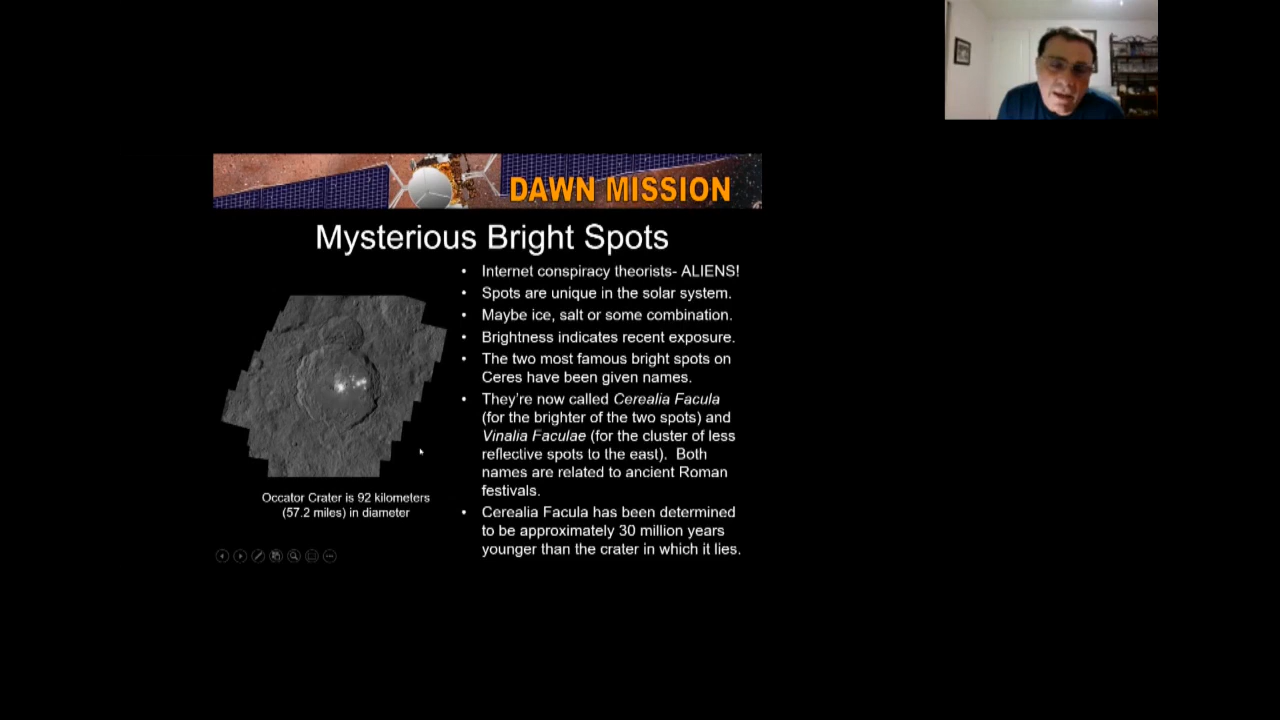 DAWN MISSION
Mysterious Bright Spots
• Internet conspiracy theorists- ALIENS!
• Spots are unique in the solar system.
• Maybe ice, salt or some combination.
• Brightness indicates recent exposure.
• The two most famous bright spots on
Ceres have been given names.
• They're now called Cerealia Facula
(for the brighter of the two spots) and
Vinalia Faculae (for the cluster of less
reflective spots to the east).  Both
names are related to ancient Roman
festivals.
• Cerealia Facula has been determined
to be approximately 30 million years
younger than the crater in which it lies.
Occator Crater is 92 kilometers
(57.2 miles) in diameter